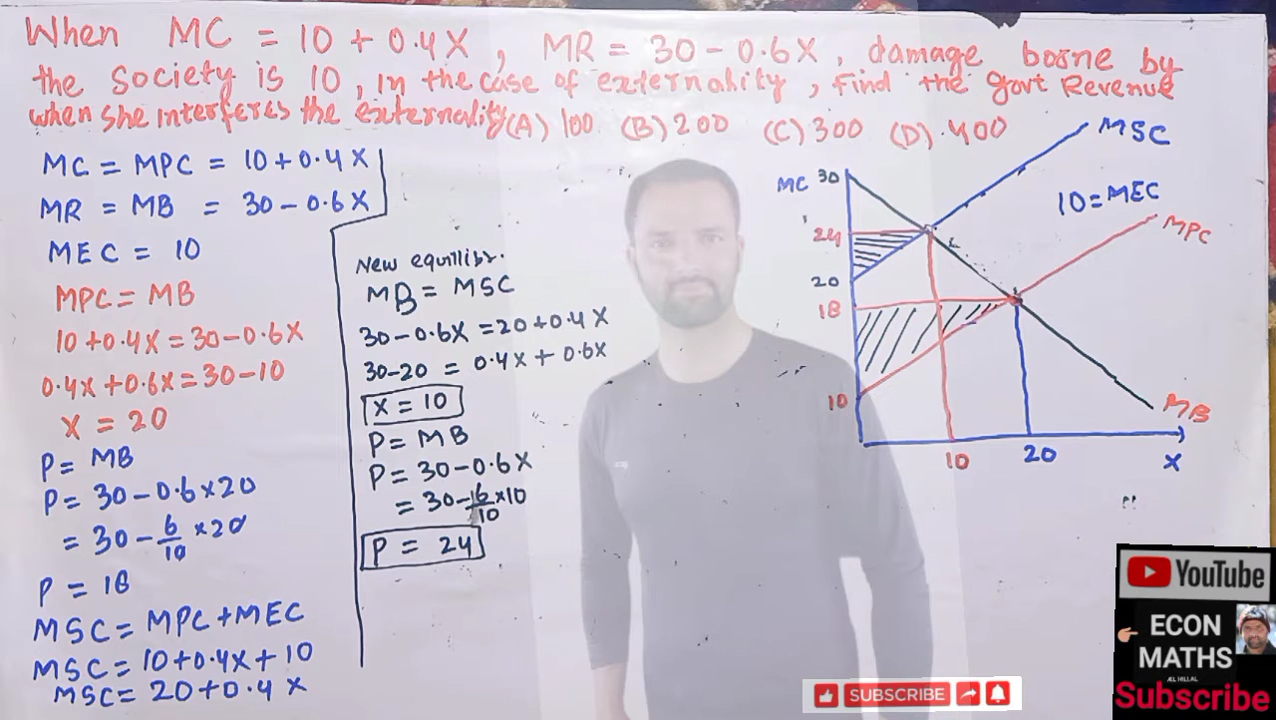 When MC = 10 + 0.4X, MR = 30 - 0.6X, damage borne by
the society is 10, in the case of externality, Find the govt Revenue
when she interferes the externality (A) 100 (B) 200 (C) 300 (D) 400
MC = MPC = 10 + 0.4X
MR = MB = 30 - 0.6X
MEC = 10
MPC = MB
10 + 0.4X = 30 - 0.6X
0.4X + 0.6X = 30 - 10
X = 20
P = MB
P = 30 - 0.6 × 20
= 30 - 6/10 × 20
P = 18
MSC = MPC + MEC
MSC = 10 + 0.4X + 10
MSC = 20 + 0.4X
New equilibr.
MB = MSC
30 - 0.6X = 20 + 0.4X
30 - 20 = 0.4X + 0.6X
X = 10
P = MB
P = 30 - 0.6X
= 30 - 6/10 × 10
P = 24
MC 30
MSC
10 = MEC
MPC
24
20
18
10
MB
10 20 X
YouTube
ECON
MATHS
AL HILLAL
Subscribe
SUBSCRIBE